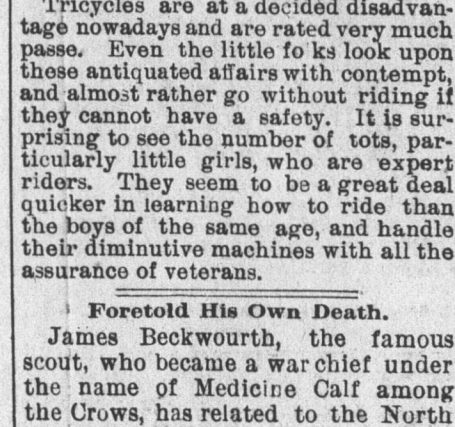 Tricycles are at a decided disadvan-
tage nowadays and are rated very much
passe. Even the little fo ks look upon
these antiquated affairs with contempt,
and almost rather go without riding if
they cannot have a safety. It is sur-
prising to see the number of tots, par-
ticularly little girls, who are expert
riders. They seem to be a great deal
quicker in learning how to ride than
the boys of the same age, and handle
their diminutive machines with all the
assurance of veterans.
Foretold His Own Death.
James Beckwourth, the famous
scout, who became a war chief under
the name of Medicine Calf among
the Crows, has related to the North